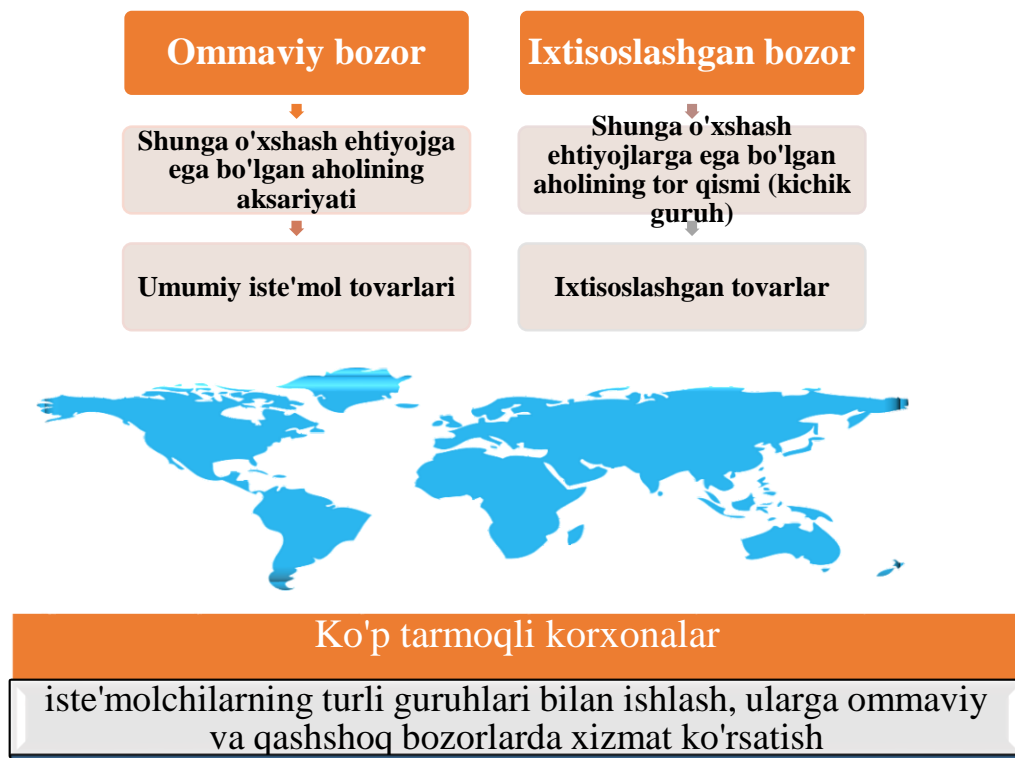 Ommaviy bozor
Shunga o'xshash ehtiyojga
ega bo'lgan aholining
aksariyati
Umumiy iste'mol tovarlari
Ixtisoslashgan bozor
Shunga o'xshash
ehtiyojlarga ega bo'lgan
aholining tor qismi (kichik
guruh)
Ixtisoslashgan tovarlar
Ko'p tarmoqli korxonalar
iste'molchilarning turli guruhlari bilan ishlash, ularga ommaviy
va qashshoq bozorlarda xizmat ko'rsatish